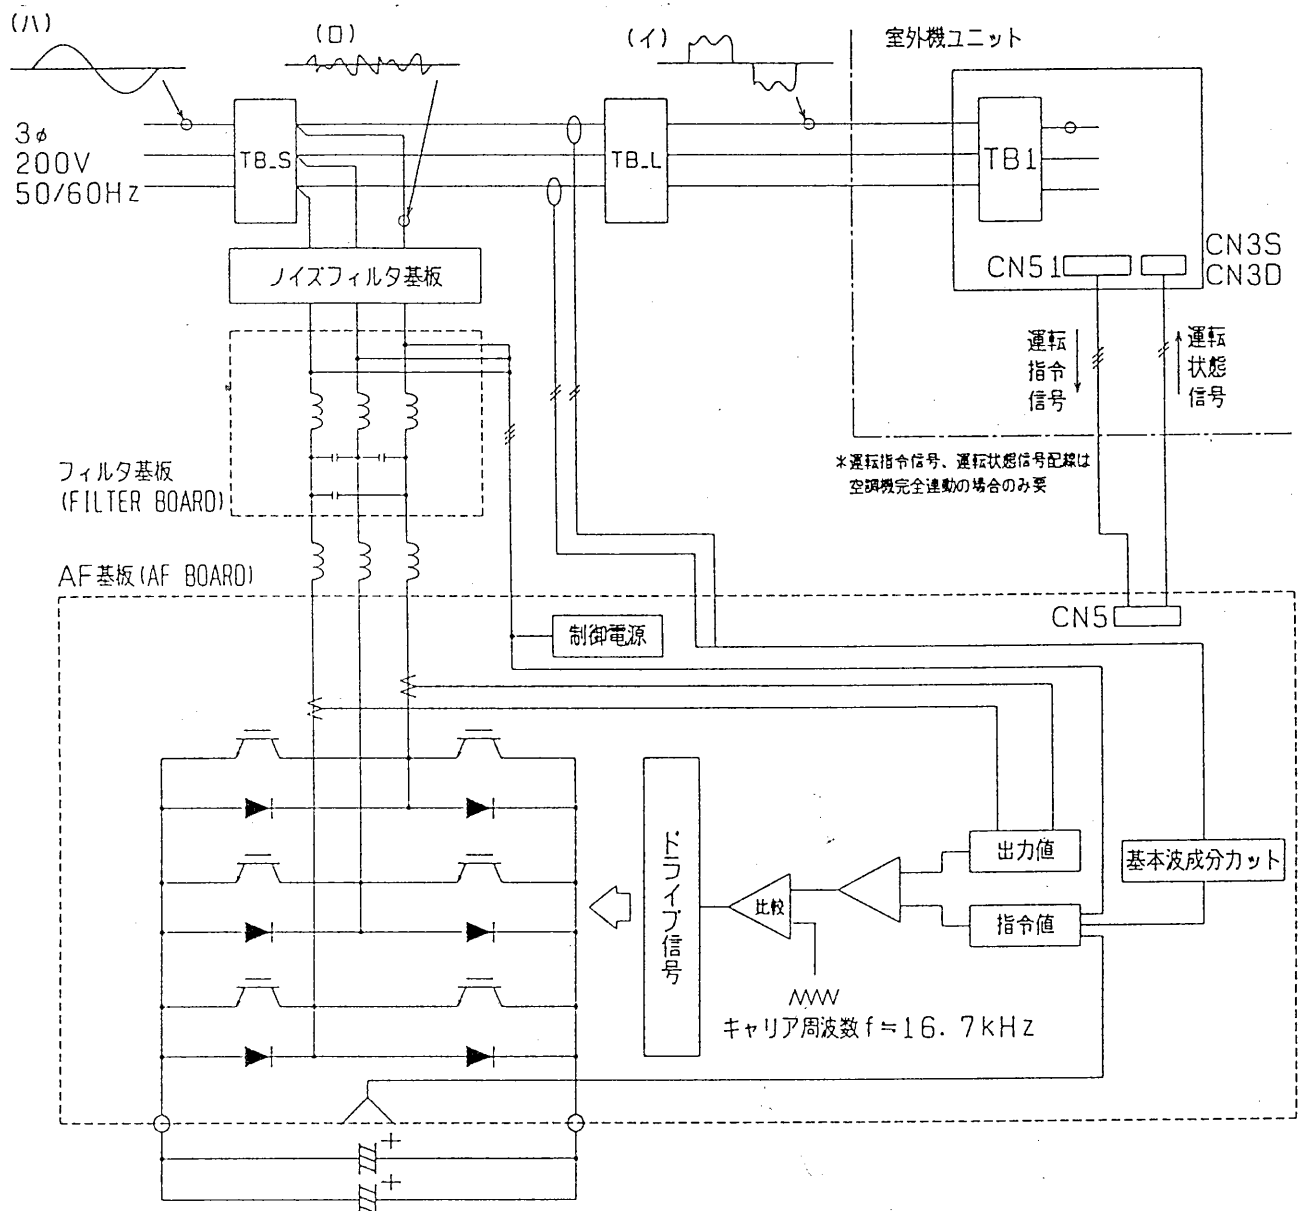 (ハ)
(ロ)
(イ)
室外機ユニット
3φ
200V
50/60Hz
TB_S
TB_L
TB1
CN51
CN3S
CN3D
ノイズフィルタ基板
運転
指令
信号
運転
状態
信号
フィルタ基板
(FILTER BOARD)
*運転指令信号、運転状態信号配線は
空調機完全連動の場合のみ要
AF基板(AF BOARD)
CN5
制御電源
ドライブ信号
比較
出力値
指令値
基本波成分カット
キャリア周波数f≒16.7kHz
+
+